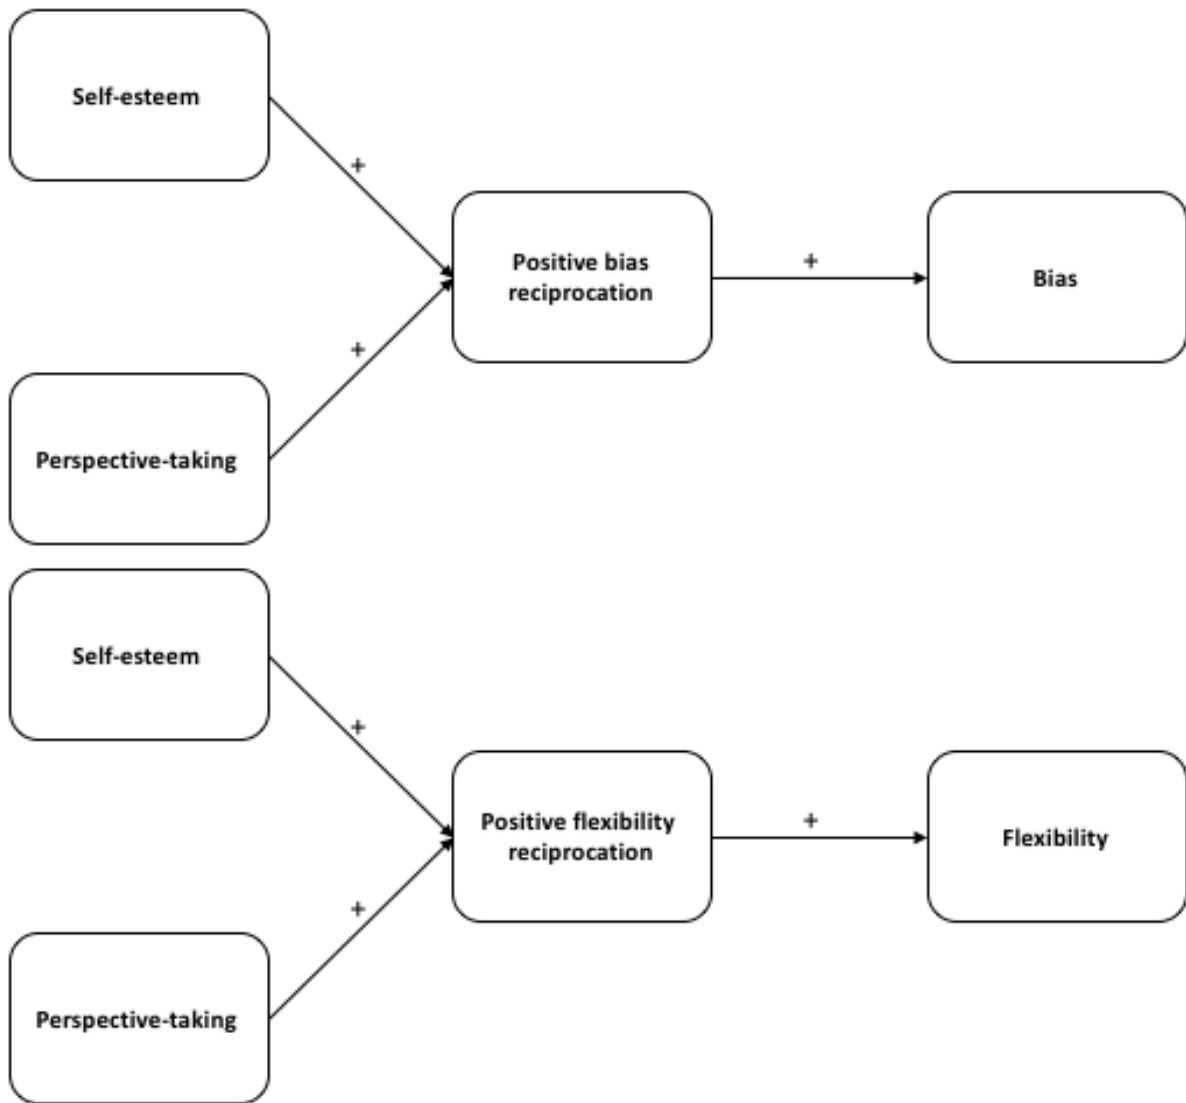 Self-esteem
+
Positive bias
reciprocation
+
Bias
+
Perspective-taking
Self-esteem
+
Positive flexibility
reciprocation
+
Flexibility
+
Perspective-taking